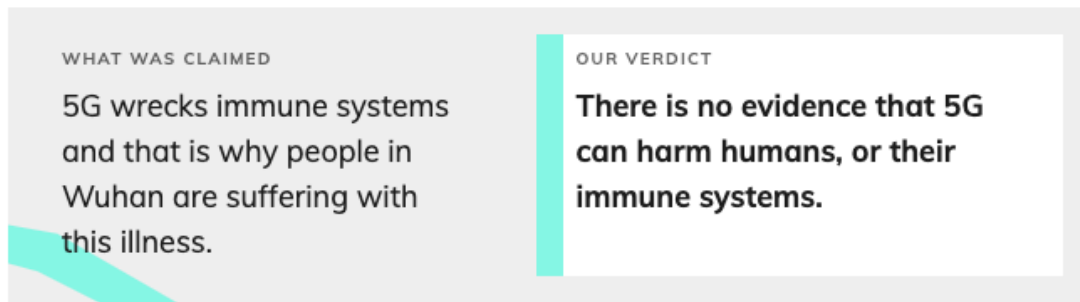 WHAT WAS CLAIMED
5G wrecks immune systems
and that is why people in
Wuhan are suffering with
this illness.
OUR VERDICT
There is no evidence that 5G
can harm humans, or their
immune systems.